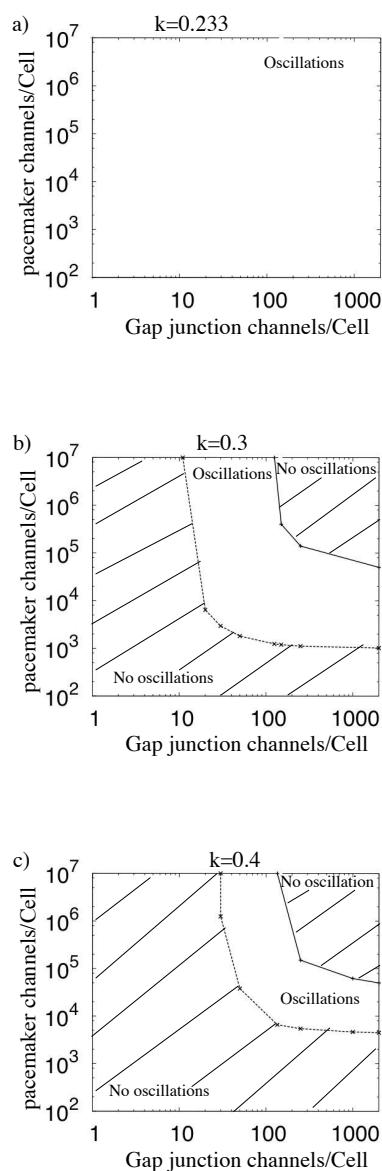 a)
k=0.233
pacemaker channels/Cell
10^7
10^6
10^5
10^4
10^3
10^2
Oscillations
1 10 100 1000
Gap junction channels/Cell
b)
k=0.3
pacemaker channels/Cell
10^7
10^6
10^5
10^4
10^3
10^2
Oscillations
No oscillations
No oscillations
1 10 100 1000
Gap junction channels/Cell
c)
k=0.4
pacemaker channels/Cell
10^7
10^6
10^5
10^4
10^3
10^2
No oscillation
Oscillations
No oscillations
1 10 100 1000
Gap junction channels/Cell